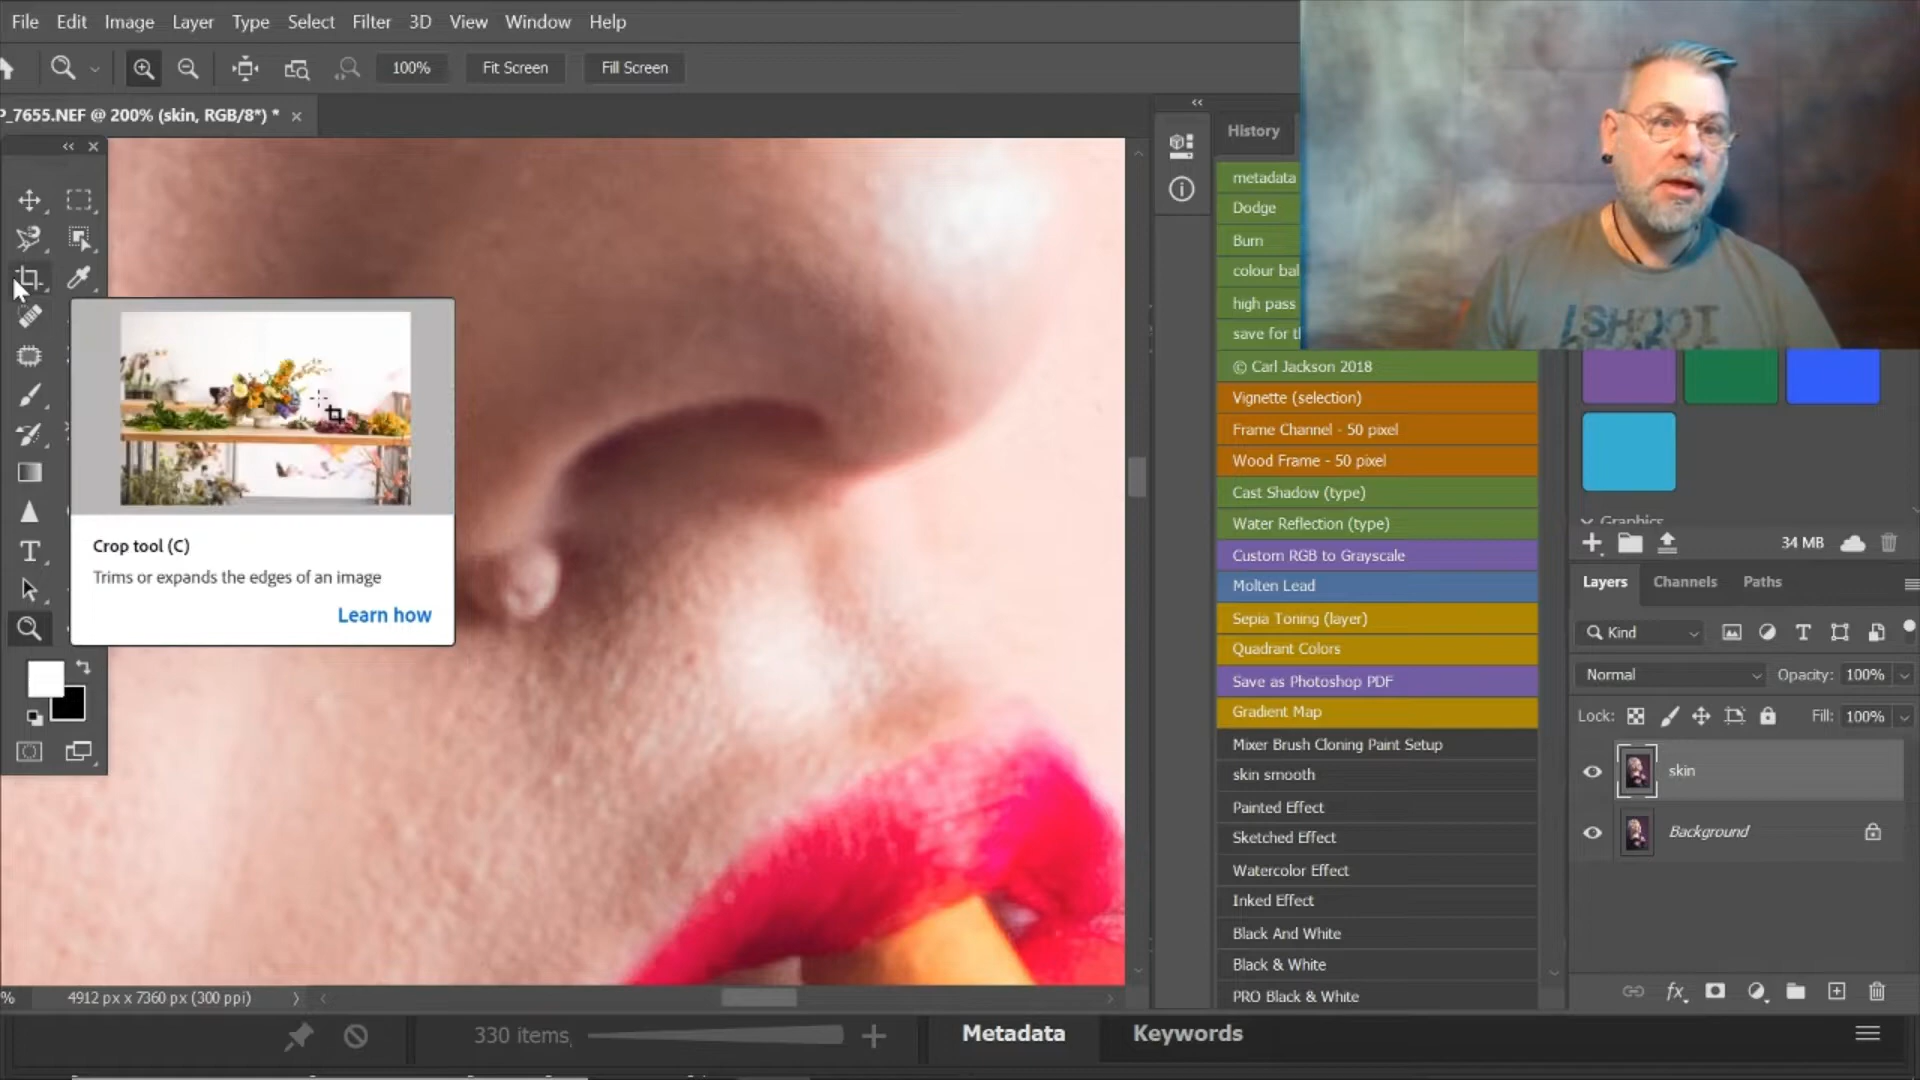 File Edit Image Layer Type Select Filter 3D View Window Help
100% Fit Screen Fill Screen
P_7655.NEF @ 200% (skin, RGB/8*) *
History
metadata
Dodge
Burn
colour bal
high pass
save for t
© Carl Jackson 2018
Vignette (selection)
Frame Channel - 50 pixel
Wood Frame - 50 pixel
Cast Shadow (type)
Water Reflection (type)
Custom RGB to Grayscale
Molten Lead
Sepia Toning (layer)
Quadrant Colors
Save as Photoshop PDF
Gradient Map
Mixer Brush Cloning Paint Setup
skin smooth
Painted Effect
Sketched Effect
Watercolor Effect
Inked Effect
Black And White
Black & White
PRO Black & White
I SHOOT
Crop tool (C)
Trims or expands the edges of an image
Learn how
Graphics
34 MB
Layers Channels Paths
Kind
Normal Opacity: 100%
Lock: Fill: 100%
skin
Background
% 4912 px x 7360 px (300 ppi)
330 items,
Metadata Keywords